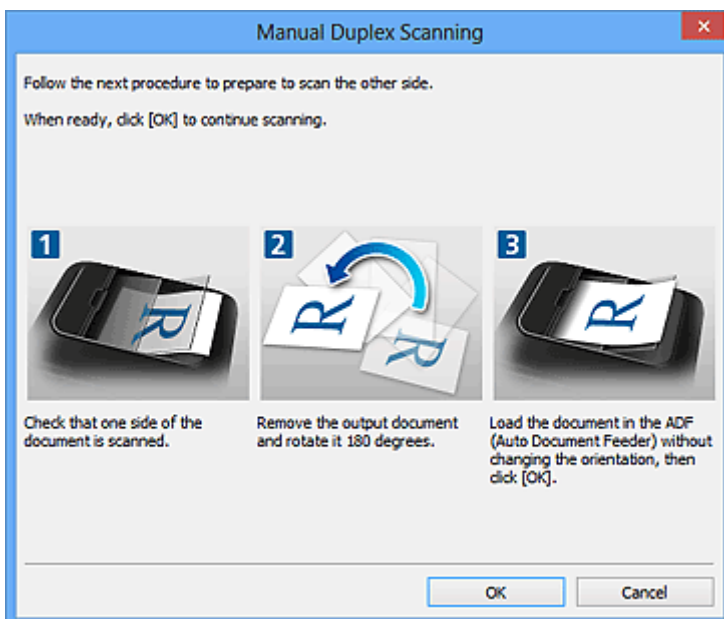 Manual Duplex Scanning
Follow the next procedure to prepare to scan the other side.
When ready, click [OK] to continue scanning.
1
R
2
R
R
3
R
Check that one side of the
document is scanned.
Remove the output document
and rotate it 180 degrees.
Load the document in the ADF
(Auto Document Feeder) without
changing the orientation, then
click [OK].
OK
Cancel